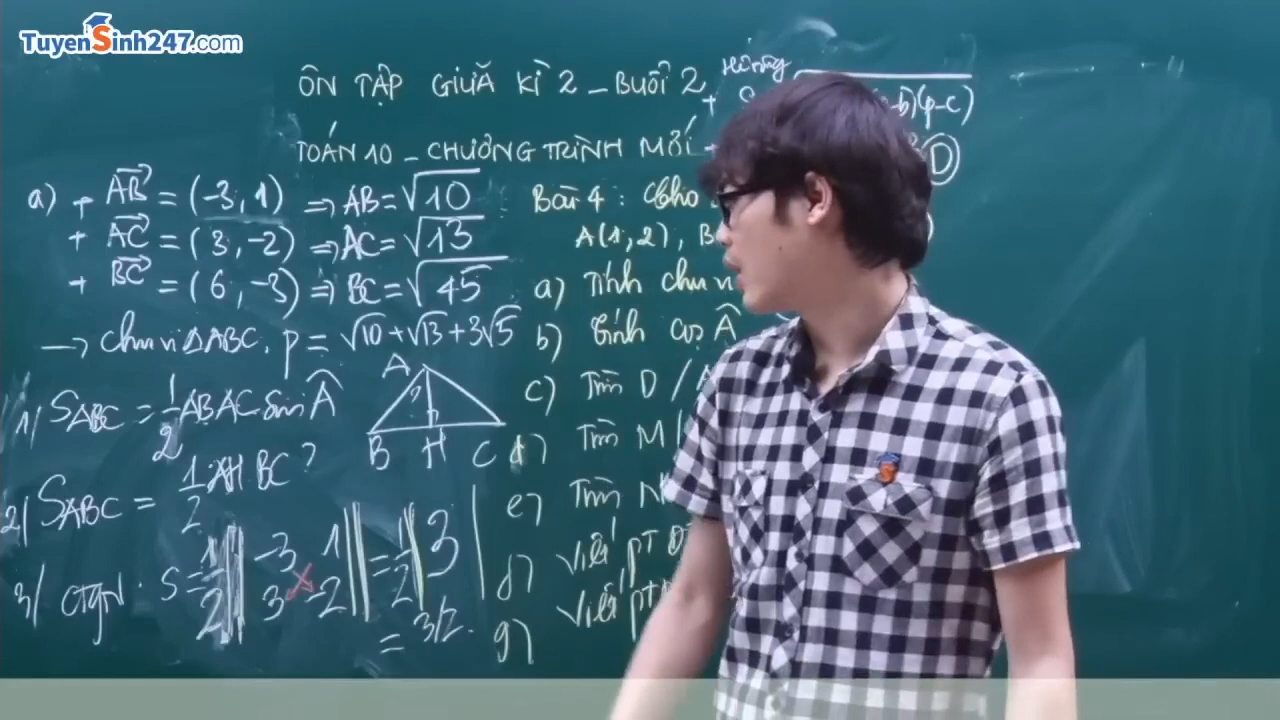 TuyenSinh247.com
ÔN TẬP GIỮA KÌ 2 - BUỔI 2
TOÁN 10 - CHƯƠNG TRÌNH MỚI
-b)(p-c)
D
a) + AB = (-3, 1) => AB = √10
+ AC = (3, -2) => AC = √13
+ BC = (6, -3) => BC = √45
→ chu vi ΔABC. p = √10 + √13 + 3√5
1) S_ABC = 1/2 AB AC sin Â
2) S_ABC = 1/2 AH BC ?
3) S = 1/2 || -3 1 || = 1/2 | 3 |
3 -2
= 3/2.
A
B H C
Bài 4 : Cho
A(1, 2), B
a) Tính chu vi
b) Tính cos Â
c) Tìm D /
d) Tìm M
e) Tìm N
f) Viết pt
g) Viết pt